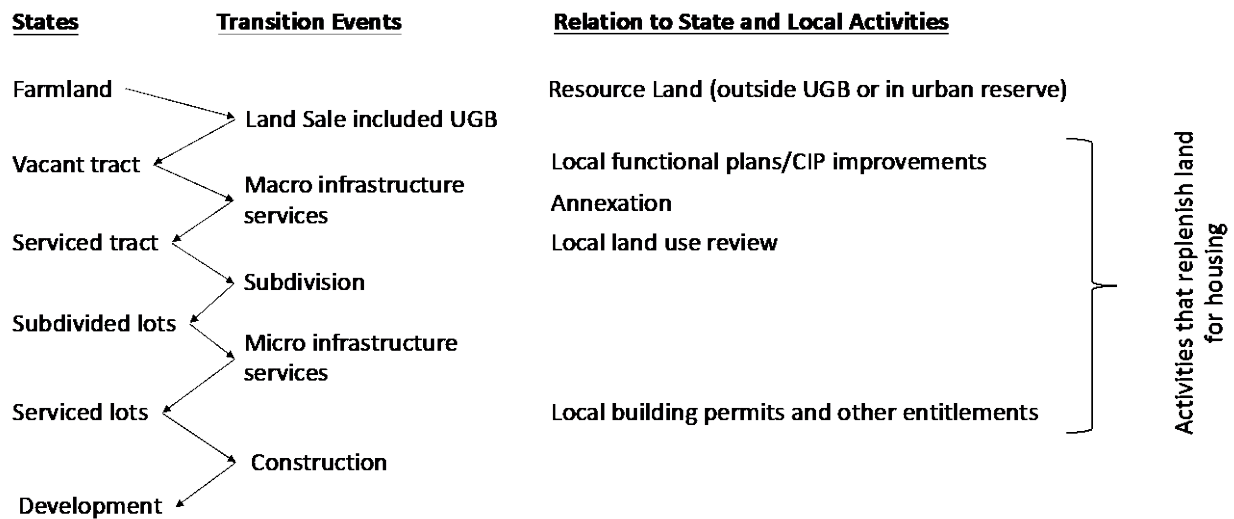 States Transition Events Relation to State and Local Activities
Farmland Resource Land (outside UGB or in urban reserve)
Land Sale included UGB
Vacant tract Local functional plans/CIP improvements
Macro infrastructure
services
Annexation
Serviced tract Local land use review
Subdivision
Subdivided lots
Micro infrastructure
services
Serviced lots Local building permits and other entitlements
Construction
Development
Activities that replenish land
for housing